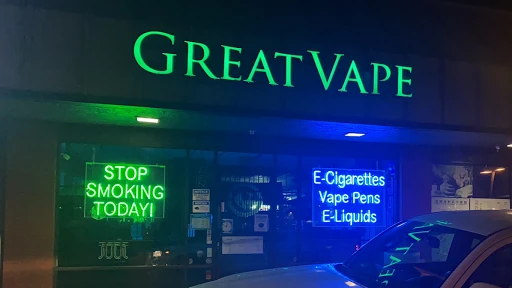 GREAT VAPE
STOP
SMOKING
TODAY!
E-Cigarettes
Vape Pens
E-Liquids